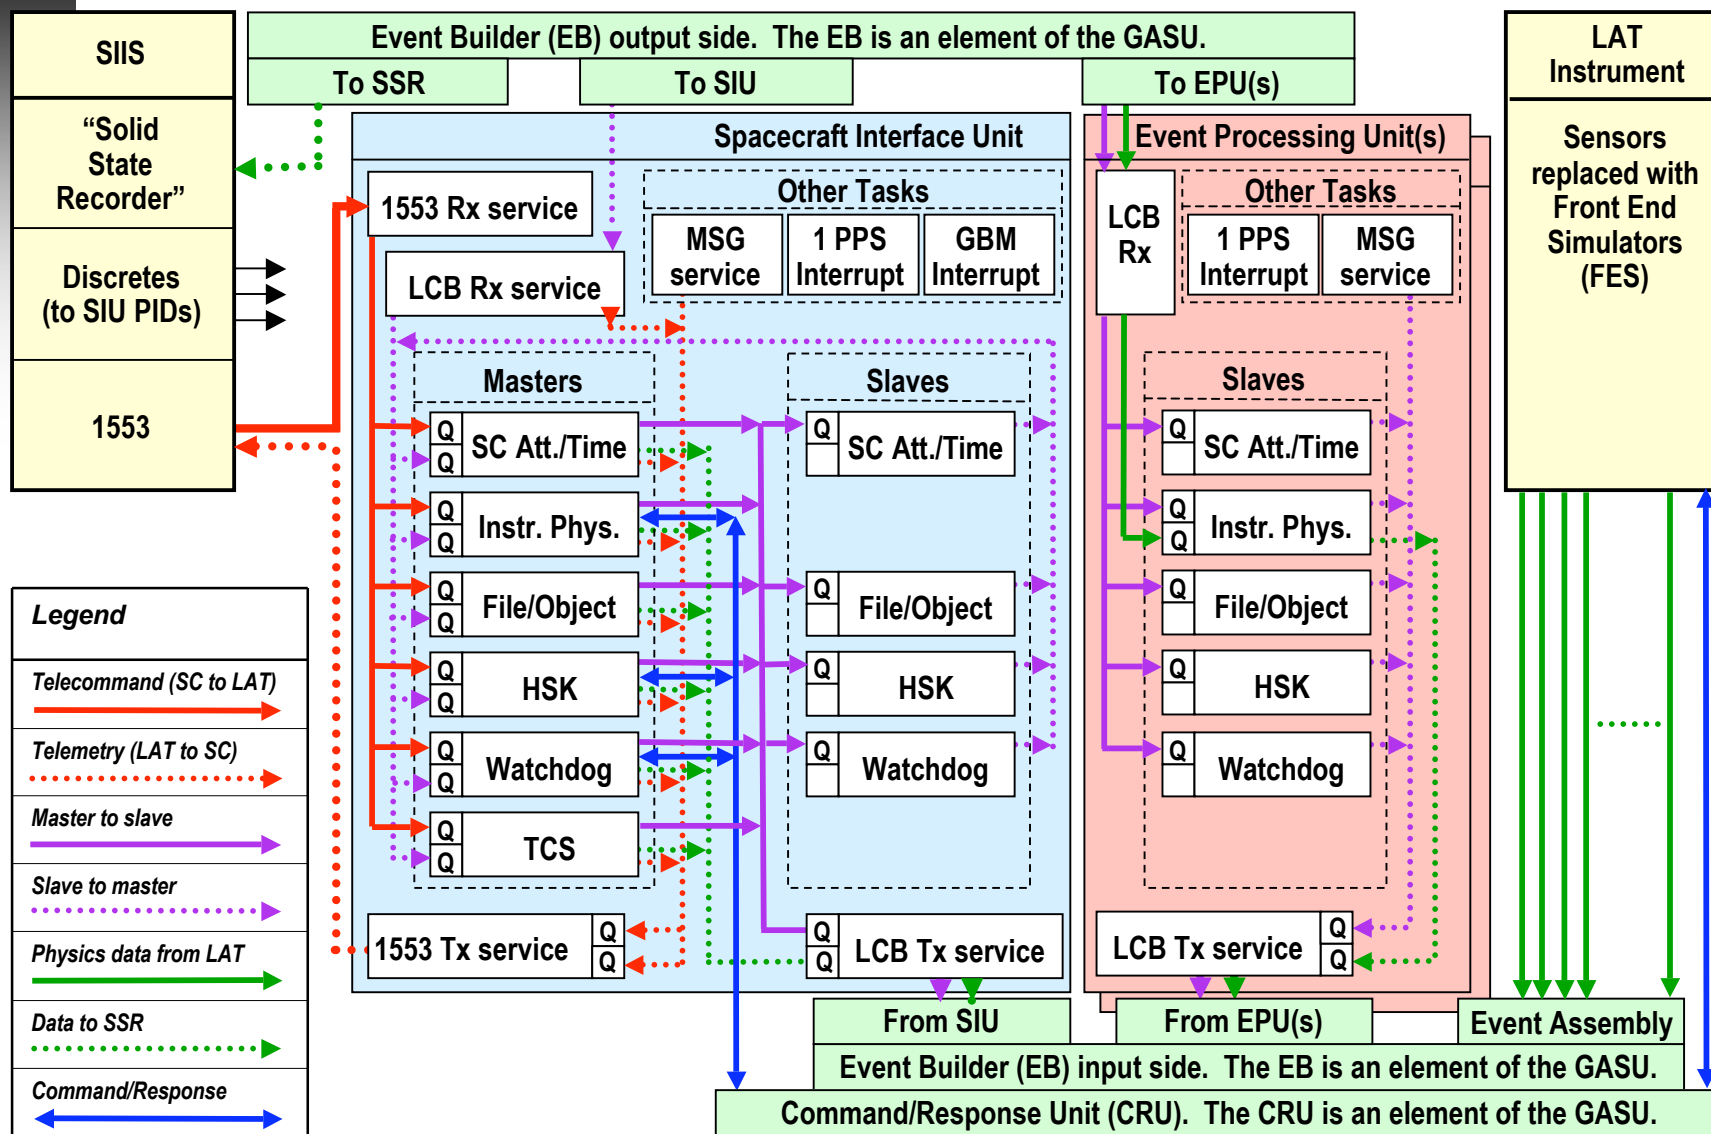 SIIS
"Solid
State
Recorder"
Discretes
(to SIU PIDs)
1553
Event Builder (EB) output side. The EB is an element of the GASU.
To SSR
To SIU
To EPU(s)
LAT
Instrument
Sensors
replaced with
Front End
Simulators
(FES)
Spacecraft Interface Unit
1553 Rx service
LCB Rx service
Other Tasks
MSG
service
1 PPS
Interrupt
GBM
Interrupt
Masters
Q
Q
SC Att./Time
Q
Q
Instr. Phys.
Q
Q
File/Object
Q
Q
HSK
Q
Q
Watchdog
Q
Q
TCS
Slaves
Q
SC Att./Time
Q
File/Object
Q
HSK
Q
Watchdog
1553 Tx service
Q
Q
Q
Q
LCB Tx service
Event Processing Unit(s)
LCB
Rx
Other Tasks
1 PPS
Interrupt
MSG
service
Slaves
Q
SC Att./Time
Q
Q
Instr. Phys.
Q
File/Object
Q
HSK
Q
Watchdog
LCB Tx service
Q
Q
Legend
Telecommand (SC to LAT)
Telemetry (LAT to SC)
Master to slave
Slave to master
Physics data from LAT
Data to SSR
Command/Response
From SIU
From EPU(s)
Event Assembly
Event Builder (EB) input side. The EB is an element of the GASU.
Command/Response Unit (CRU). The CRU is an element of the GASU.